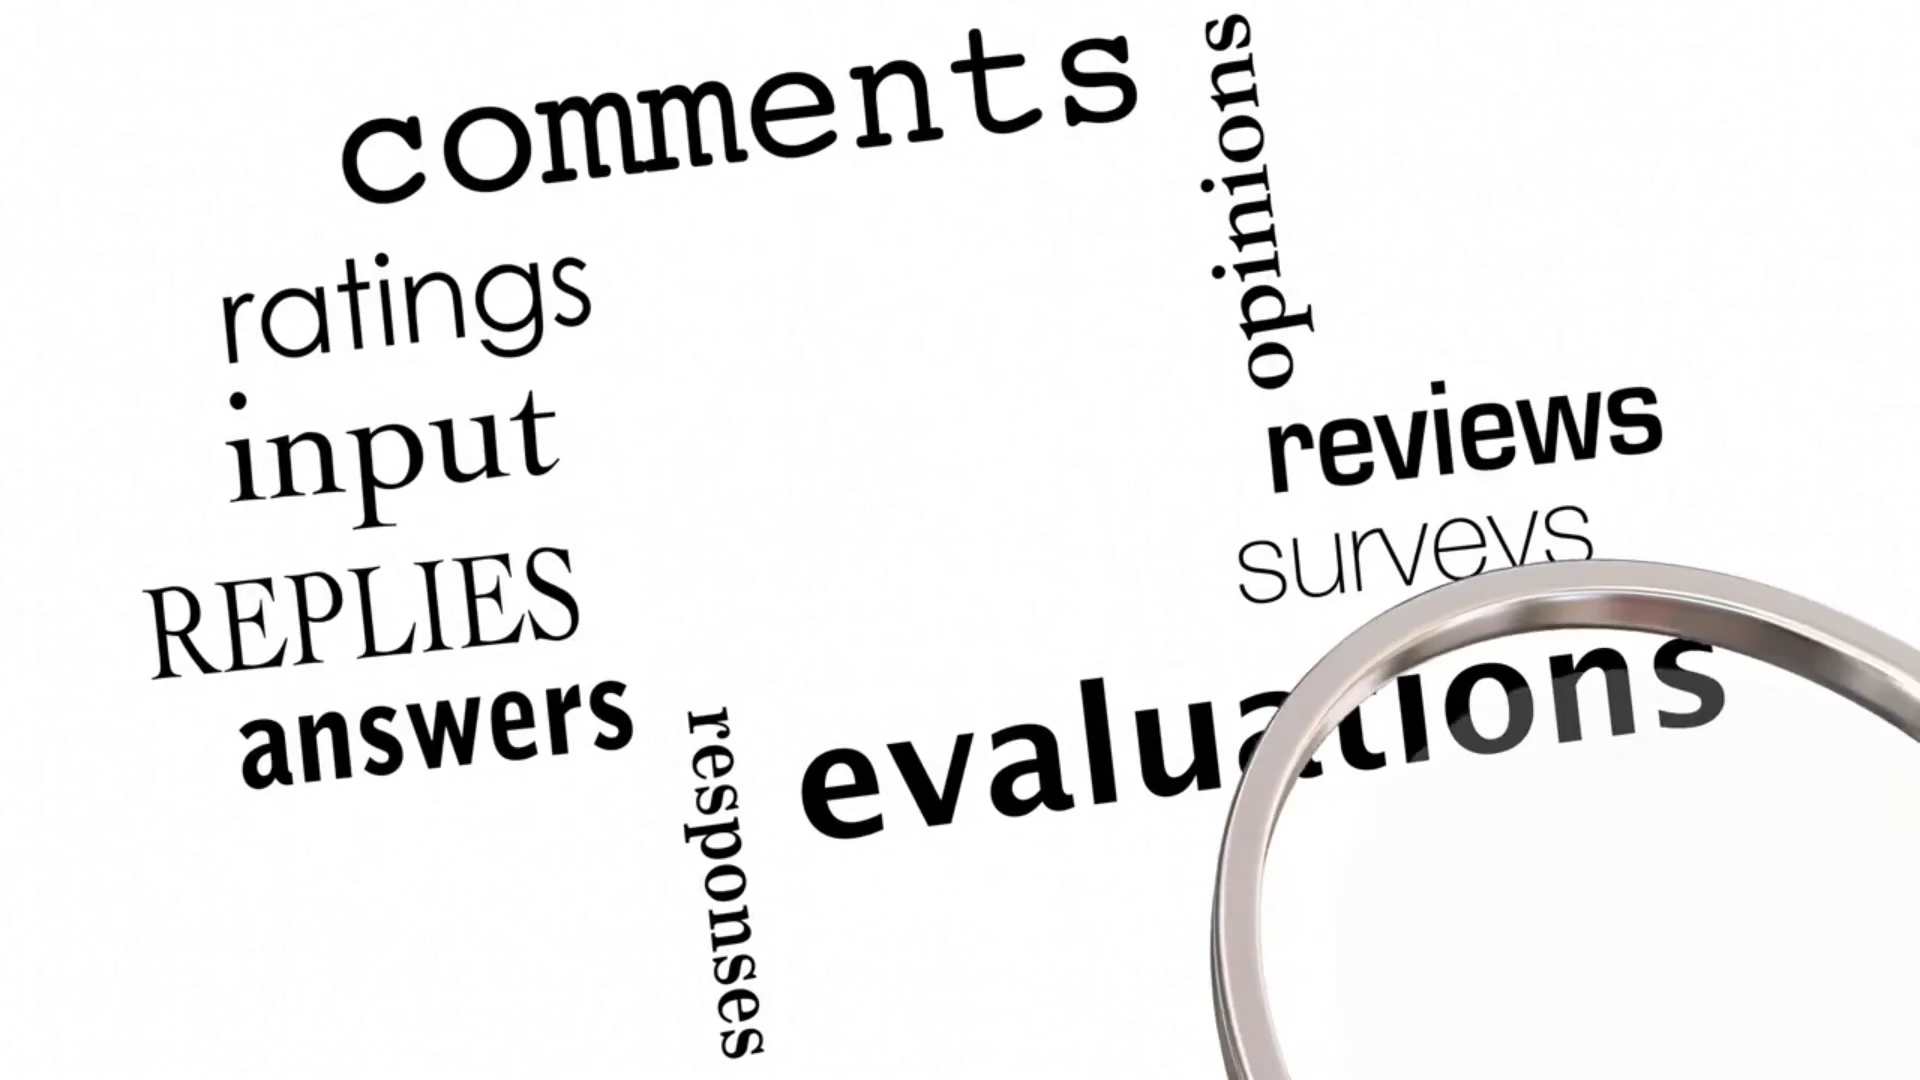 comments
opinions
ratings
input
reviews
surveys
REPLIES
answers
evaluations
responses